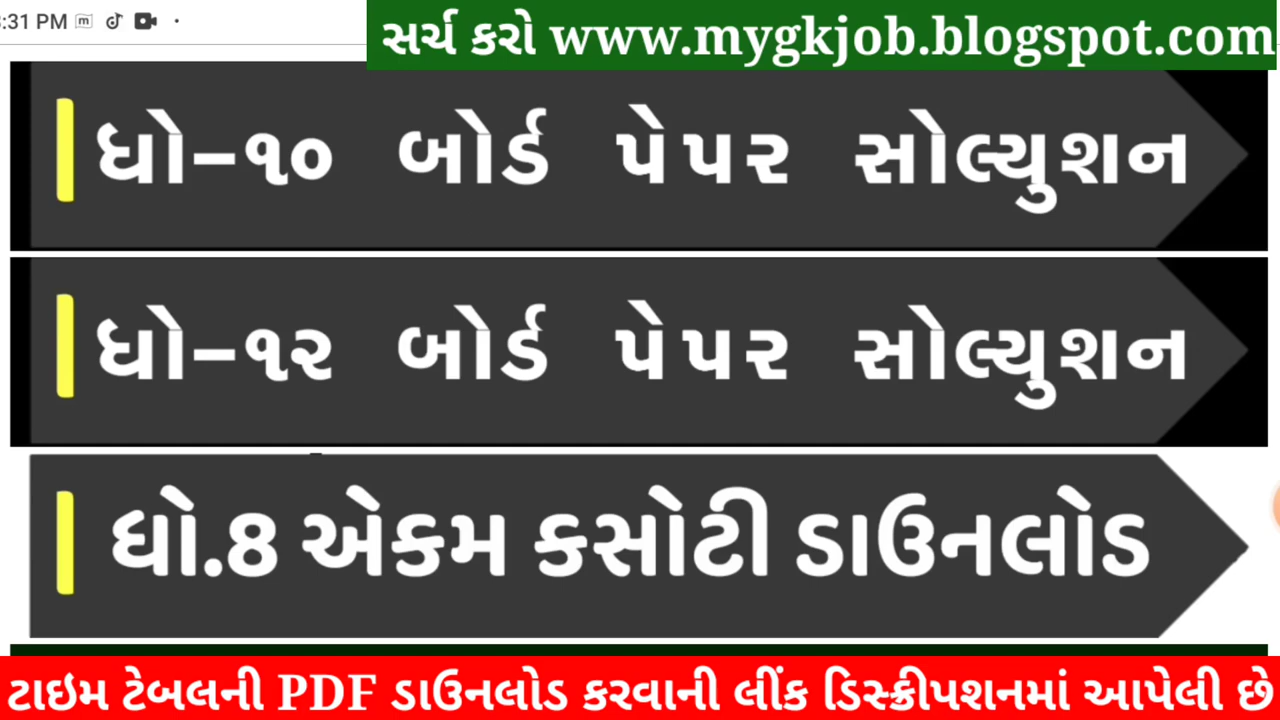 :31 PM
સર્ચ કરો www.mygkjob.blogspot.com
ધો-૧૦ બોર્ડ પેપર સોલ્યુશન
ધો-૧૨ બોર્ડ પેપર સોલ્યુશન
ધો.8 એકમ કસોટી ડાઉનલોડ
ટાઇમ ટેબલની PDF ડાઉનલોડ કરવાની લીંક ડિસ્ક્રીપશનમાં આપેલી છે